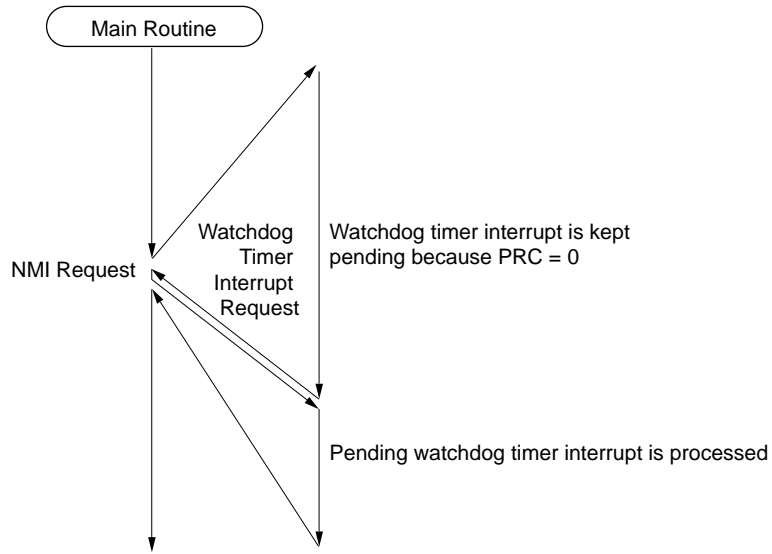 Main Routine
Watchdog
Timer
Interrupt
Request
Watchdog timer interrupt is kept
pending because PRC = 0
NMI Request
Pending watchdog timer interrupt is processed